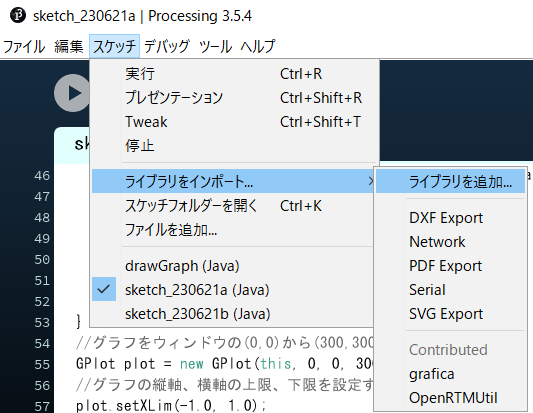 sketch_230621a | Processing 3.5.4
ファイル 編集 スケッチ デバッグ ツール ヘルプ
実行 Ctrl+R
プレゼンテーション Ctrl+Shift+R
Tweak Ctrl+Shift+T
停止
ライブラリをインポート...
スケッチフォルダーを開く Ctrl+K
ファイルを追加...
drawGraph (Java)
sketch_230621a (Java)
sketch_230621b (Java)
ライブラリを追加...
DXF Export
Network
PDF Export
Serial
SVG Export
Contributed
grafica
OpenRTMUtil
sk
46
47
48
49
50
51
52
53 }
54 //グラフをウィンドウの(0,0)から(300,300
55 GPlot plot = new GPlot(this, 0, 0, 300
56 //グラフの縦軸、横軸の上限、下限を設定す
57 plot.setXLim(-1.0, 1.0);